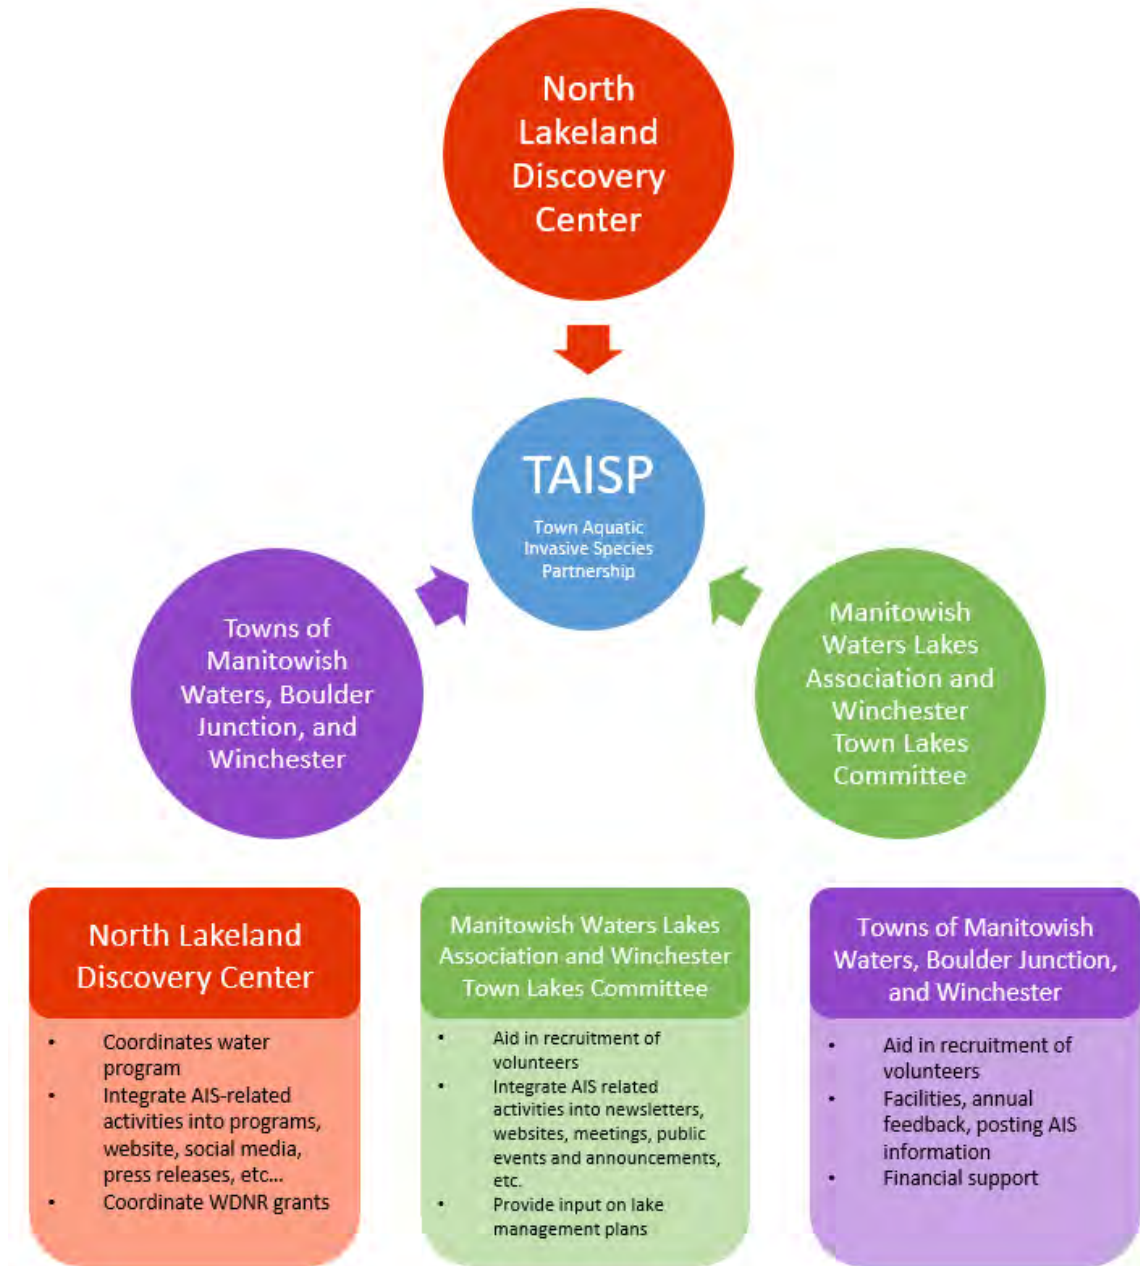 North
Lakeland
Discovery
Center
TAISP
Town Aquatic
Invasive Species
Partnership
Towns of
Manitowish
Waters, Boulder
Junction, and
Winchester
Manitowish
Waters Lakes
Association and
Winchester
Town Lakes
Committee
North Lakeland
Discovery Center
• Coordinates water
program
• Integrate AIS-related
activities into programs,
website, social media,
press releases, etc...
• Coordinate WDNR grants
Manitowish Waters Lakes
Association and Winchester
Town Lakes Committee
• Aid in recruitment of
volunteers
• Integrate AIS related
activities into newsletters,
websites, meetings, public
events and announcements,
etc.
• Provide input on lake
management plans
Towns of Manitowish
Waters, Boulder Junction,
and Winchester
• Aid in recruitment of
volunteers
• Facilities, annual
feedback, posting AIS
information
• Financial support